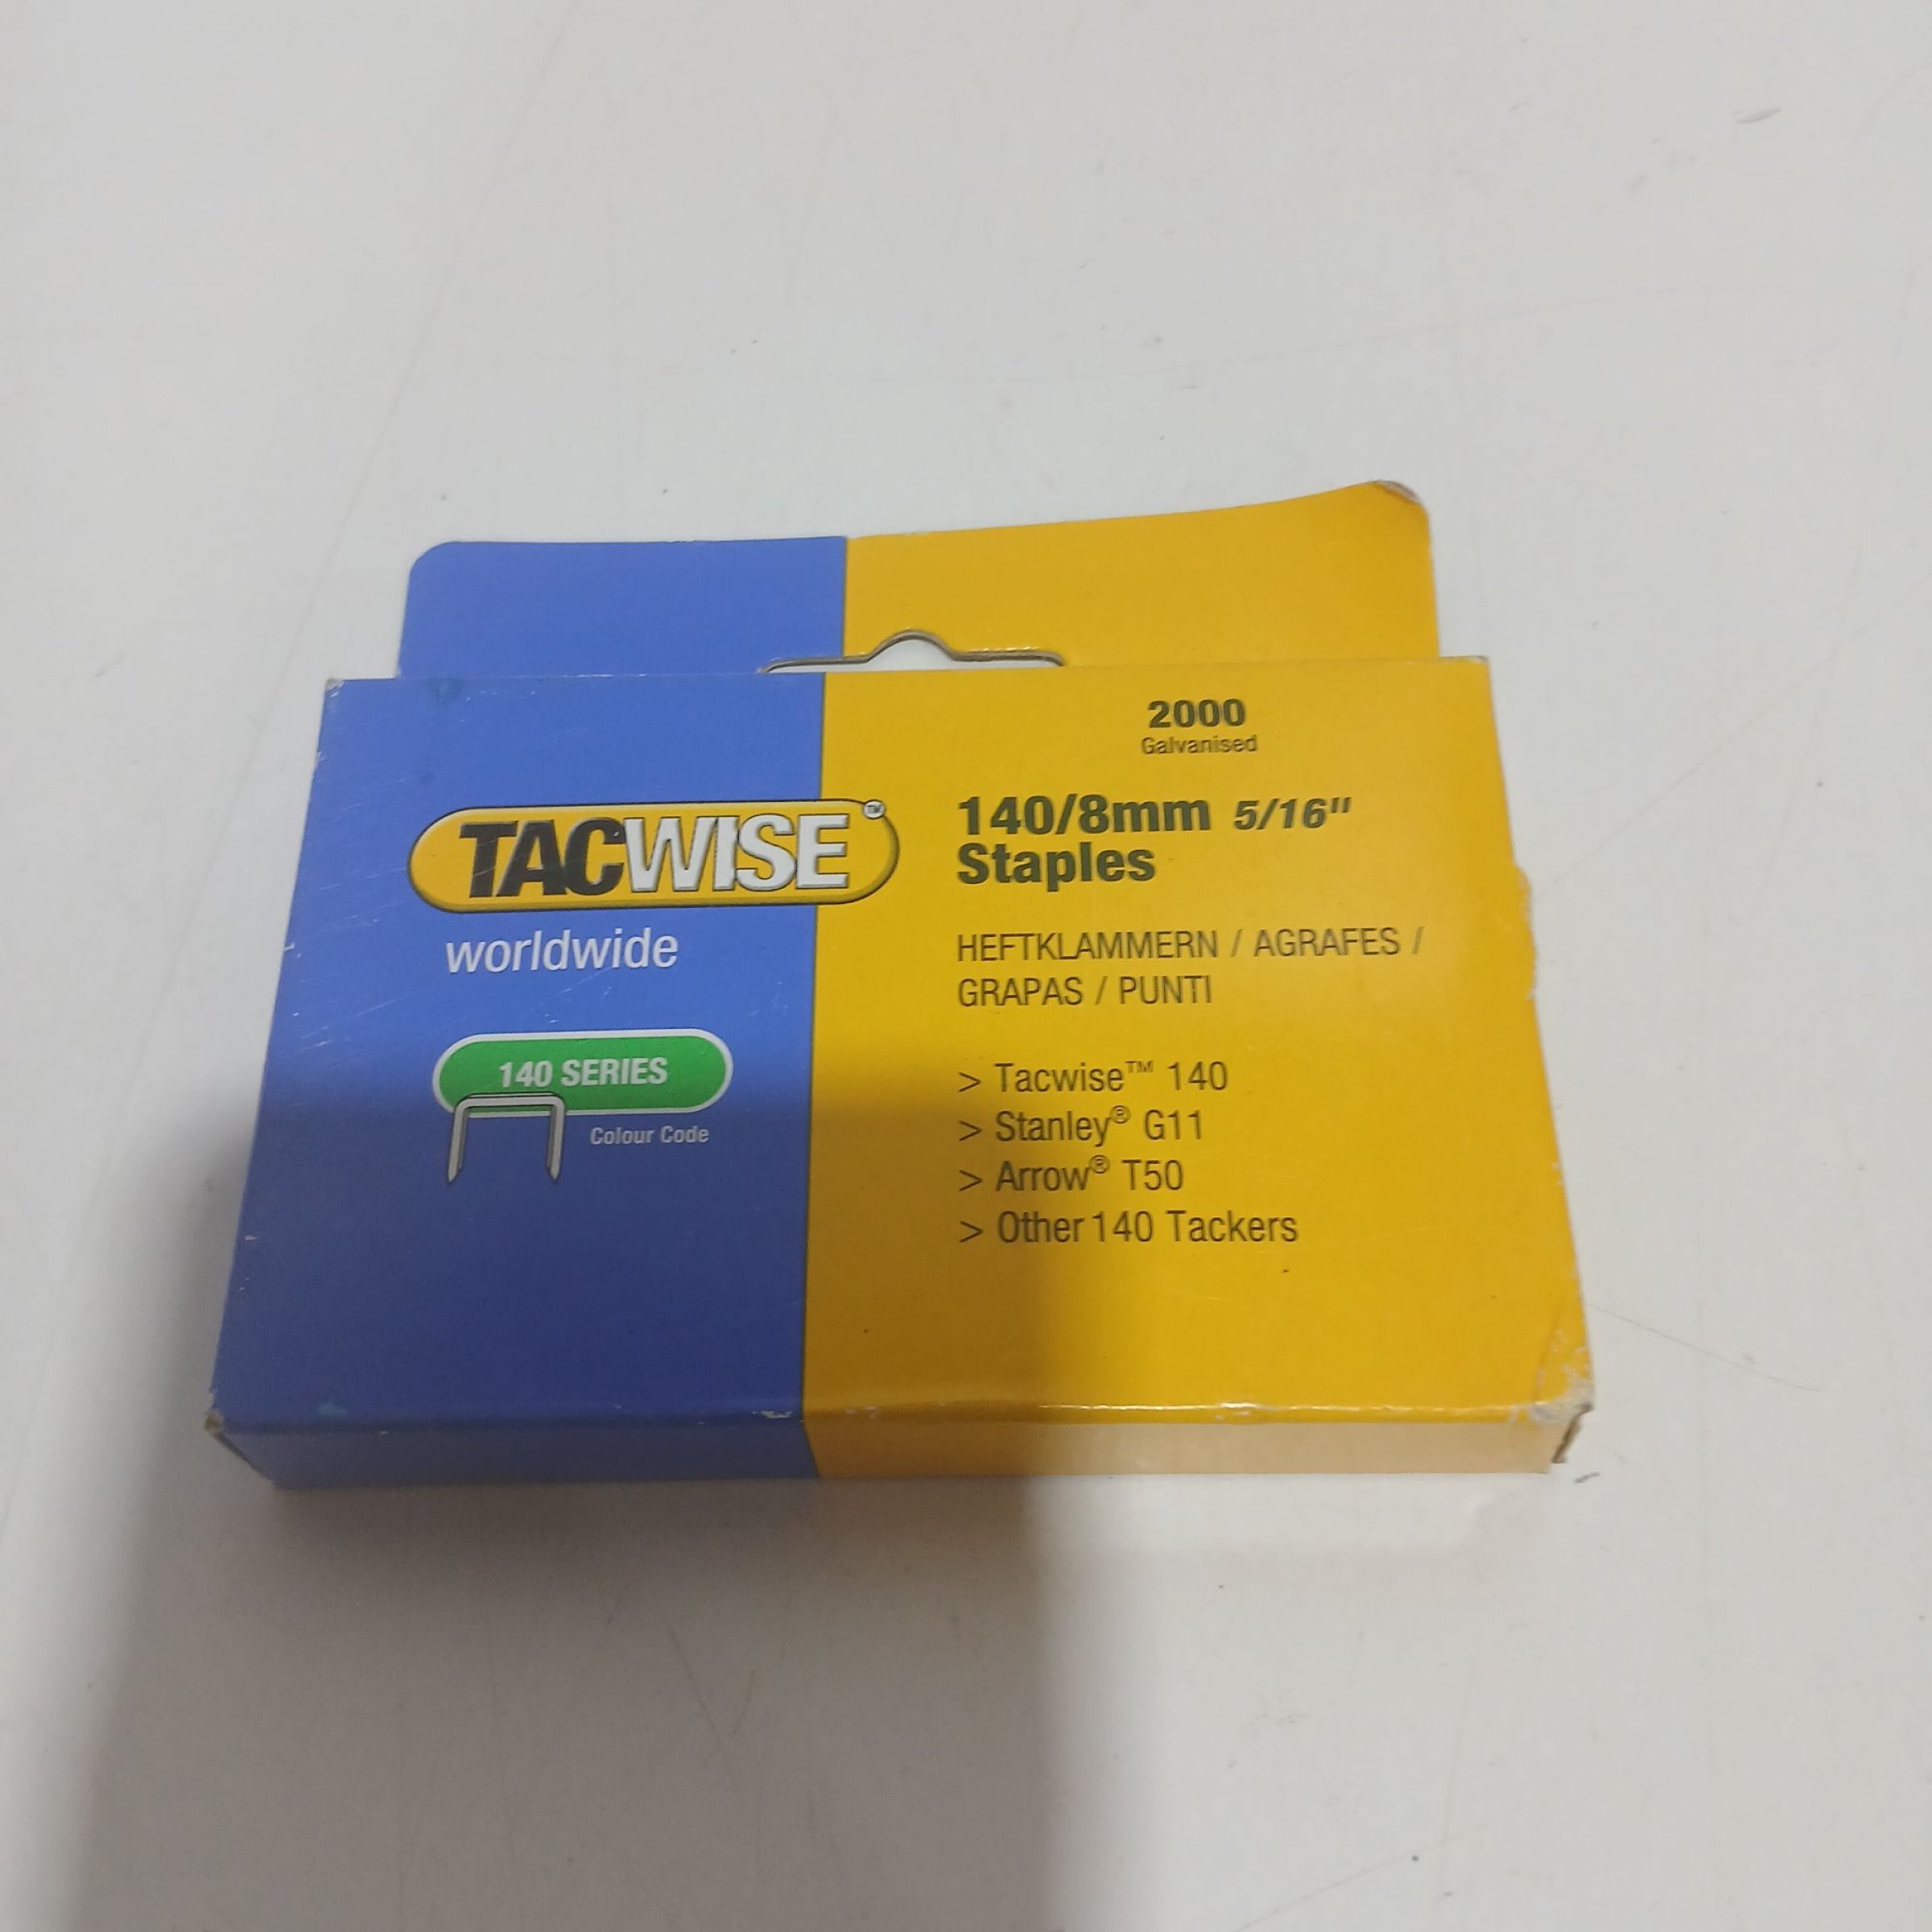 TACWISE™
worldwide
140 SERIES
Colour Code
2000
Galvanised
140/8mm 5/16"
Staples
HEFTKLAMMERN / AGRAFES /
GRAPAS / PUNTI
> Tacwise™ 140
> Stanley® G11
> Arrow® T50
> Other 140 Tackers